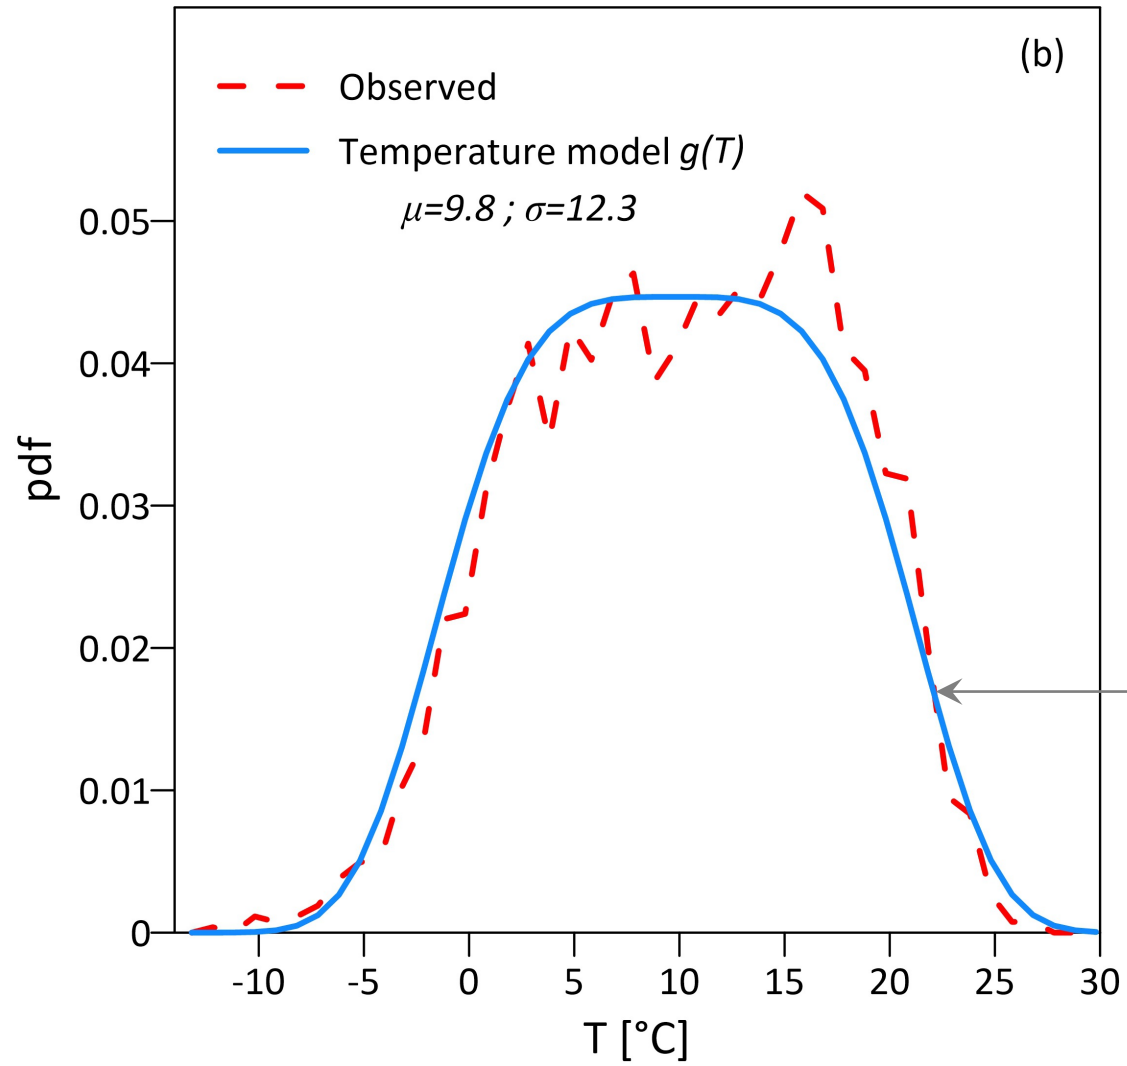 (b)
Observed
Temperature model g(T)
μ=9.8 ; σ=12.3
0.05
0.04
0.03
0.02
0.01
0
pdf
-10 -5 0 5 10 15 20 25 30
T [°C]